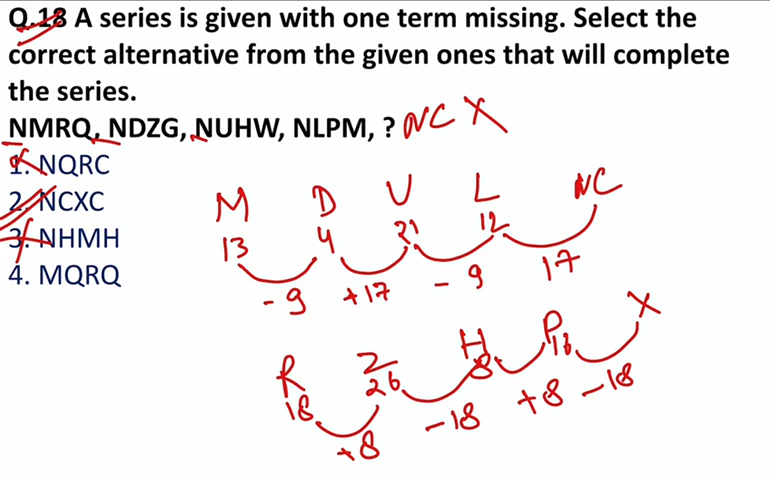 Q.18 A series is given with one term missing. Select the
correct alternative from the given ones that will complete
the series.
NMRQ, NDZG, NUHW, NLPM, ? NCX
1. NQRC
2. NCXC
3. NHMH
4. MQRQ
M D U L NC
13 4 21 12
-9 +17 -9 17
R Z H P X
18 26 8 16
+8 -18 +8 -18